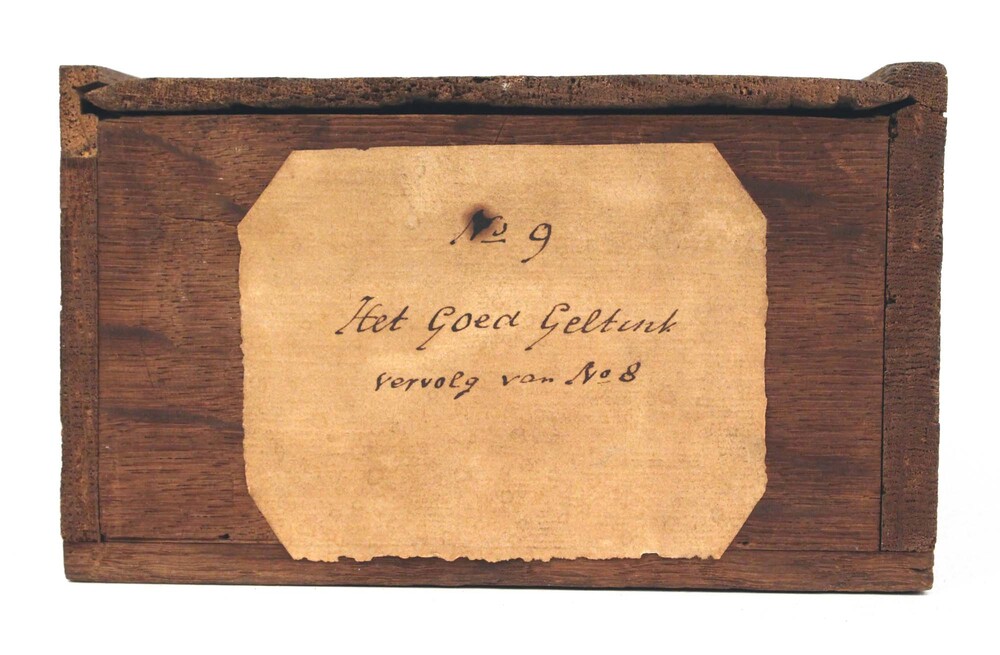 No 9
Het Goed Geltink
vervolg van No 8